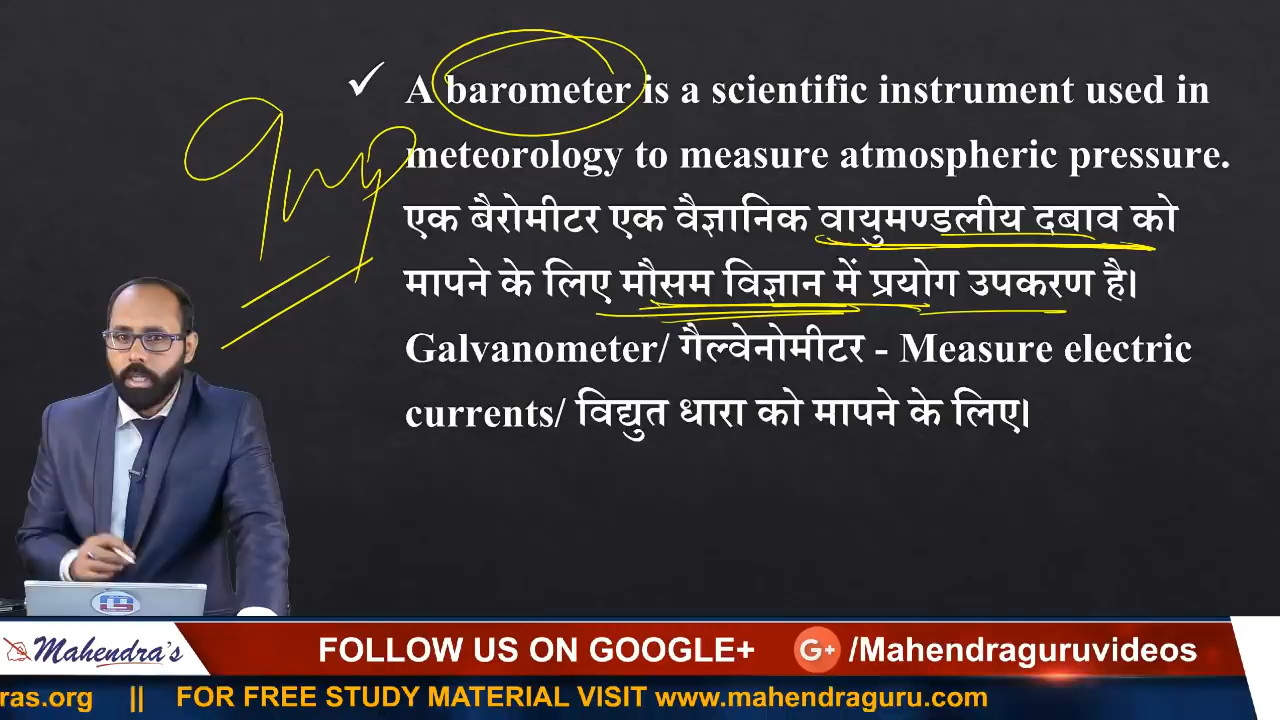 ✓ A barometer is a scientific instrument used in
meteorology to measure atmospheric pressure.
एक बैरोमीटर एक वैज्ञानिक वायुमण्डलीय दबाव को
मापने के लिए मौसम विज्ञान में प्रयोग उपकरण है।
Galvanometer/ गैल्वेनोमीटर - Measure electric
currents/ विद्युत धारा को मापने के लिए।
Imp
Mahendra's
FOLLOW US ON GOOGLE+ G+ /Mahendraguruvideos
ras.org || FOR FREE STUDY MATERIAL VISIT www.mahendraguru.com